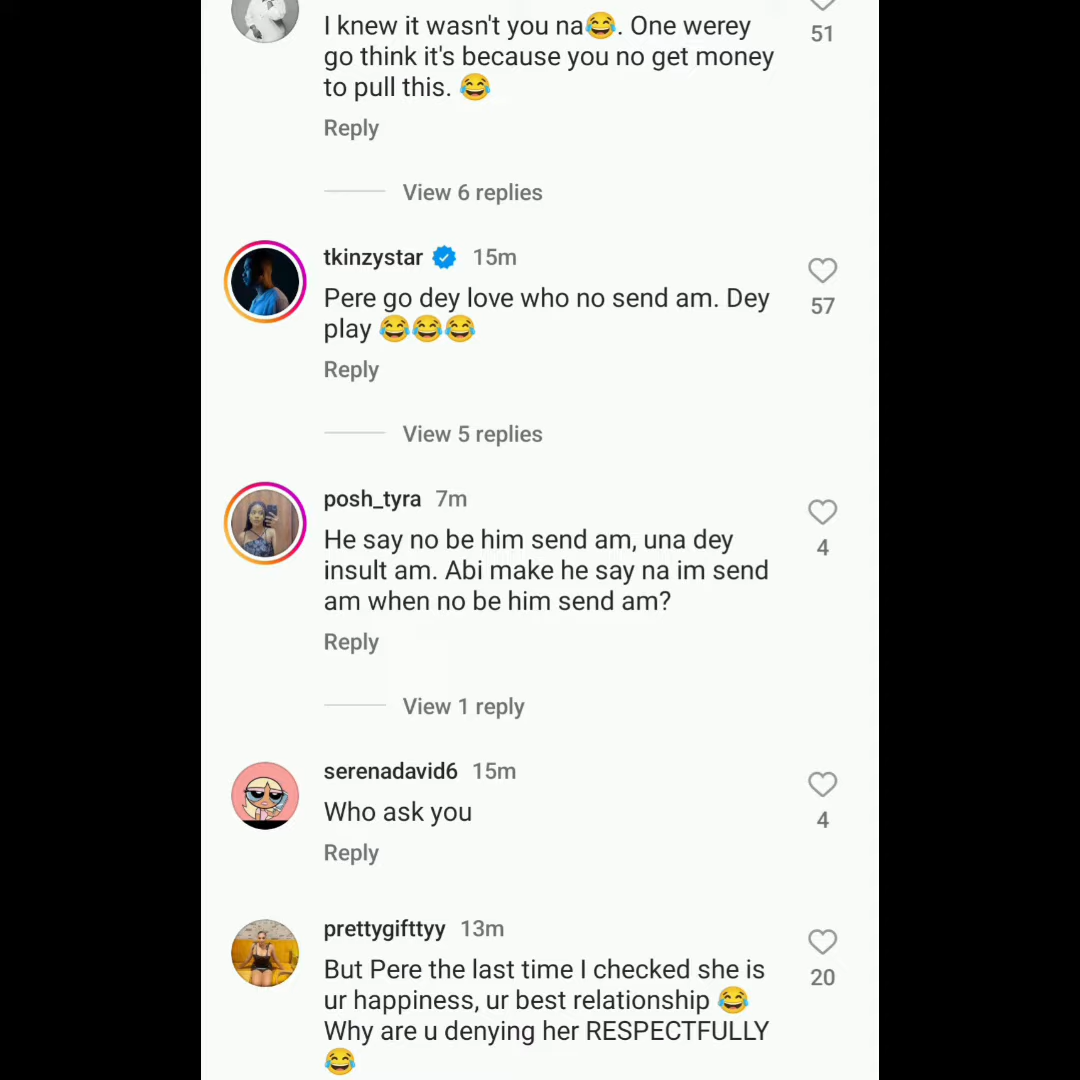 I knew it wasn't you na😂. One werey
go think it's because you no get money
to pull this. 😂
51
Reply
View 6 replies
tkinzystar 15m
Pere go dey love who no send am. Dey
play 😂😂😂
57
Reply
View 5 replies
posh_tyra 7m
He say no be him send am, una dey
insult am. Abi make he say na im send
am when no be him send am?
4
Reply
View 1 reply
serenadavid6 15m
Who ask you
4
Reply
prettygifttyy 13m
But Pere the last time I checked she is
ur happiness, ur best relationship 😂
Why are u denying her RESPECTFULLY
😂
20